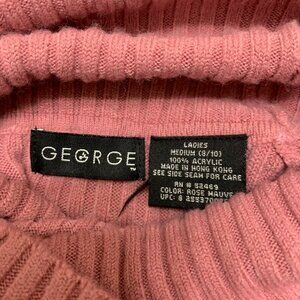 GEORGE
TM
LADIES
MEDIUM (8/10)
100% ACRYLIC
MADE IN HONG KONG
SEE SIDE SEAM FOR CARE
RN # 52469
COLOR: ROSE MAUVE
UPC: